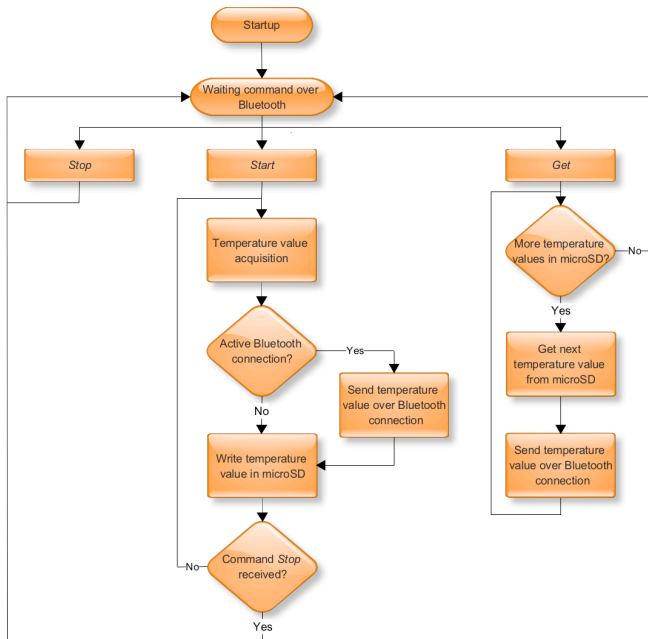 Startup
Waiting command over
Bluetooth
Stop
Start
Get
Temperature value
acquisition
More temperature
values in microSD?
No
Yes
Active Bluetooth
connection?
Yes
No
Get next
temperature value
from microSD
Send temperature
value over Bluetooth
connection
Write temperature
value in microSD
Send temperature
value over Bluetooth
connection
Command Stop
received?
No
Yes